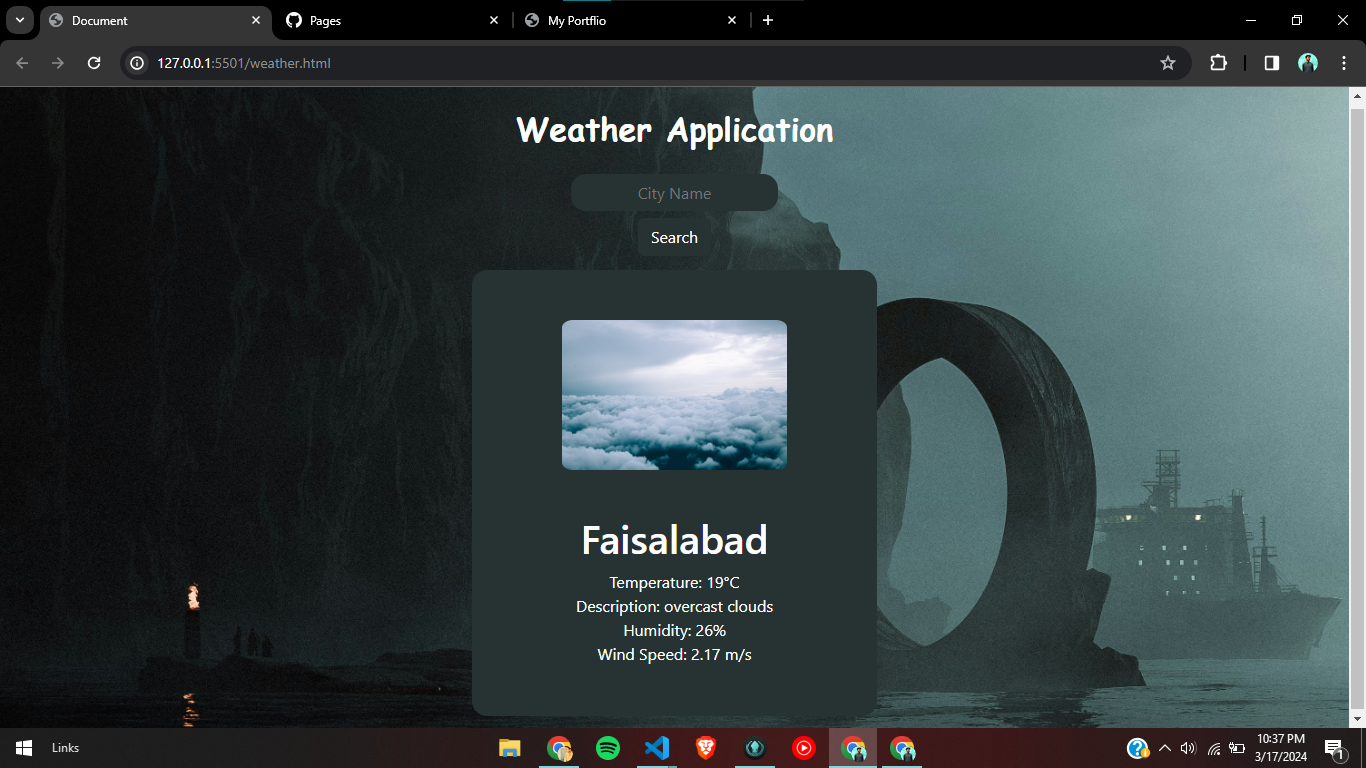 Document
Pages
My Portflio
127.0.0.1:5501/weather.html
Weather Application
City Name
Search
Faisalabad
Temperature: 19°C
Description: overcast clouds
Humidity: 26%
Wind Speed: 2.17 m/s
Links
10:37 PM
3/17/2024
1